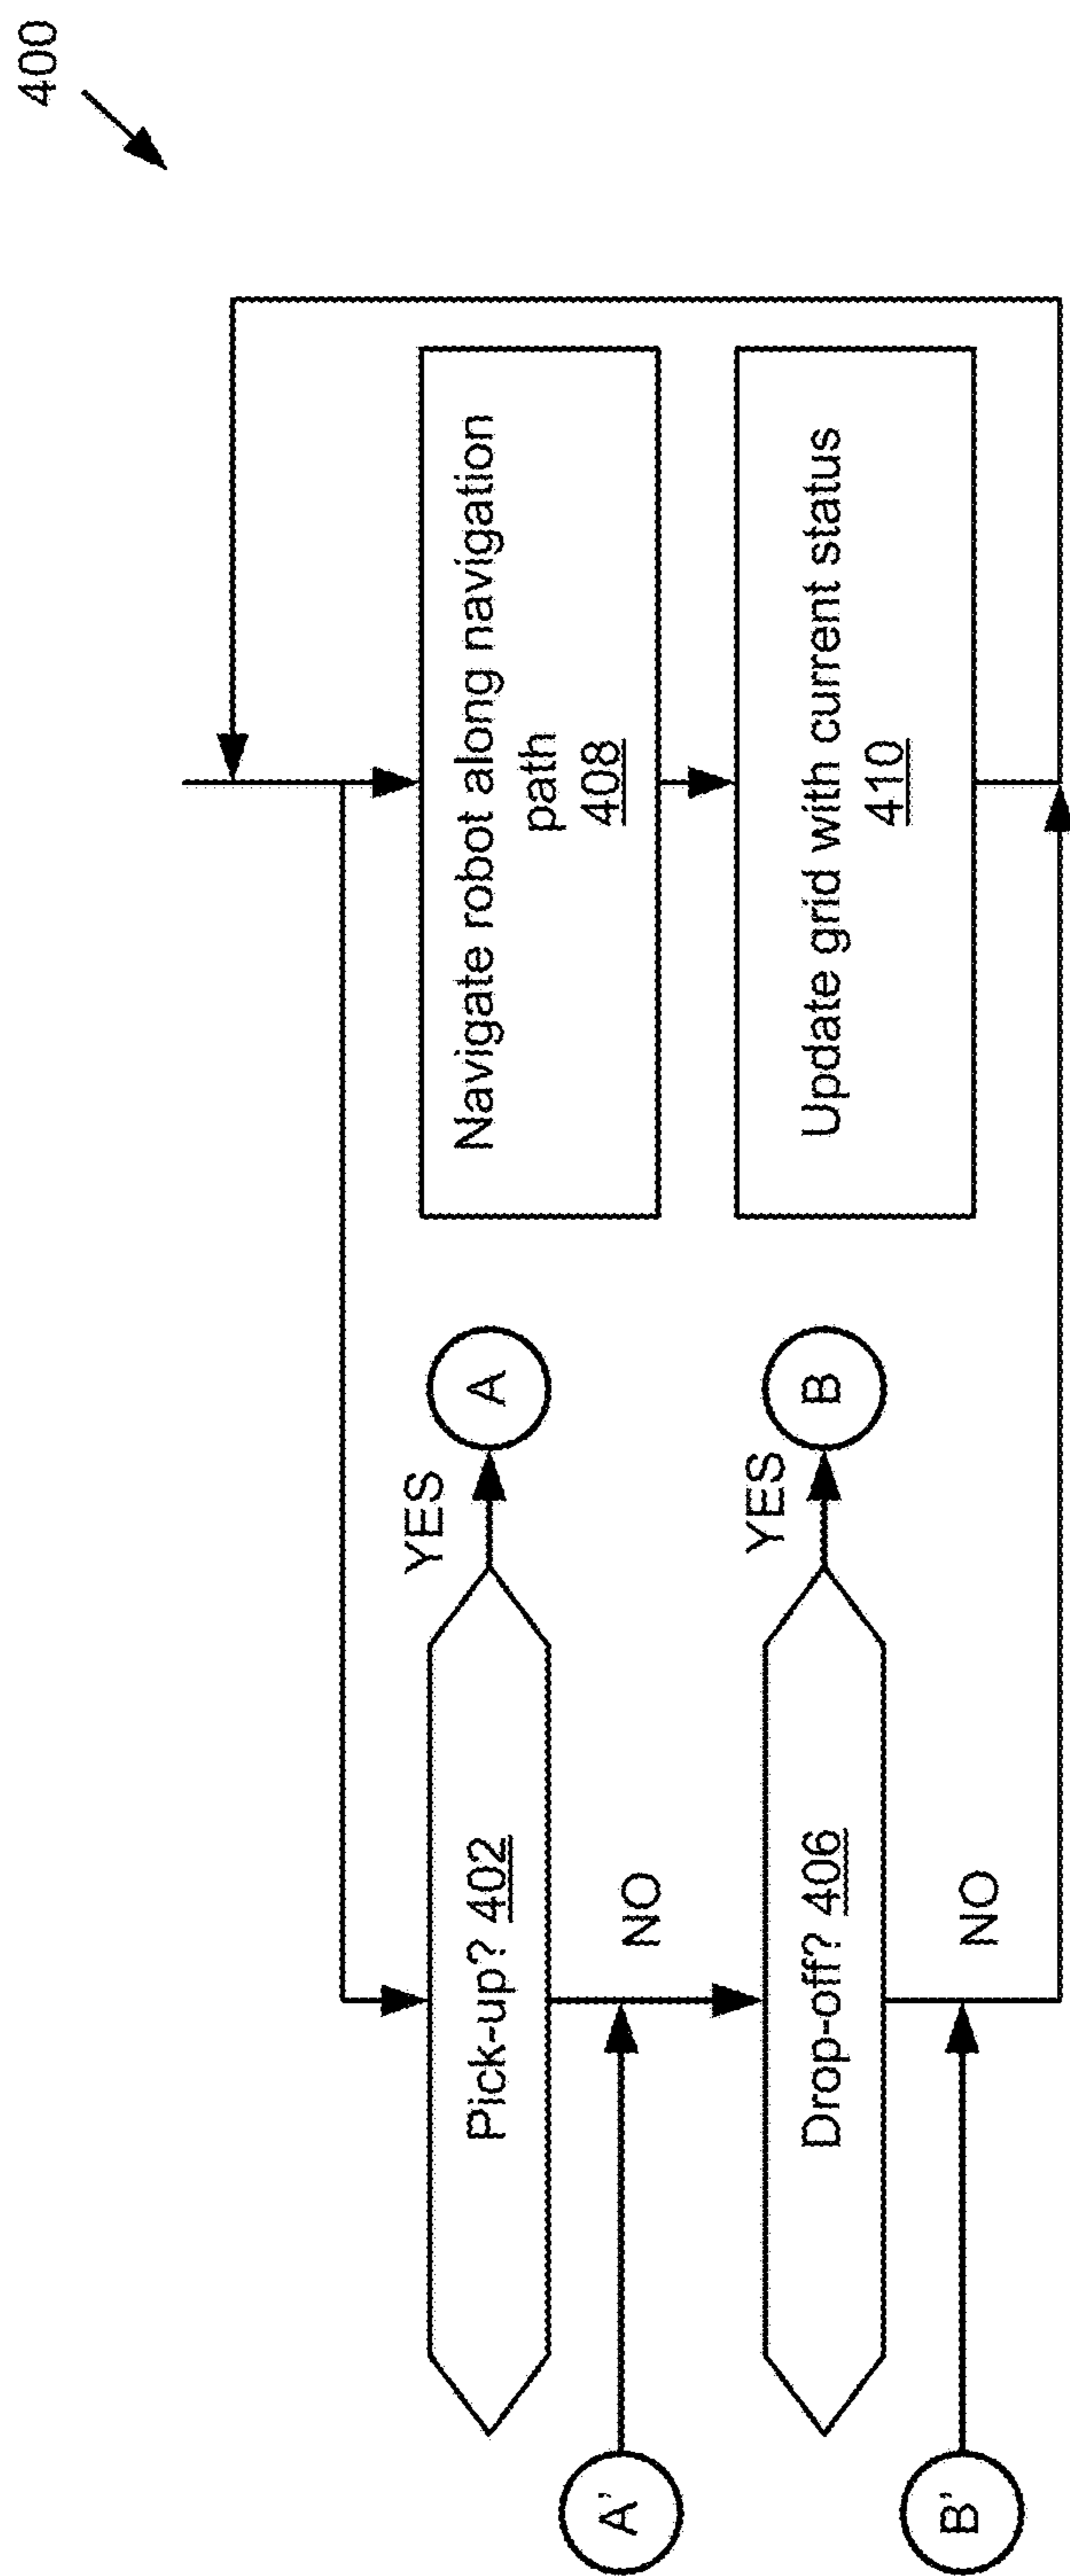 400
Pick-up? 402
YES
A
Navigate robot along navigation
path
408
A'
NO
Drop-off? 406
YES
B
Update grid with current status
410
B'
NO